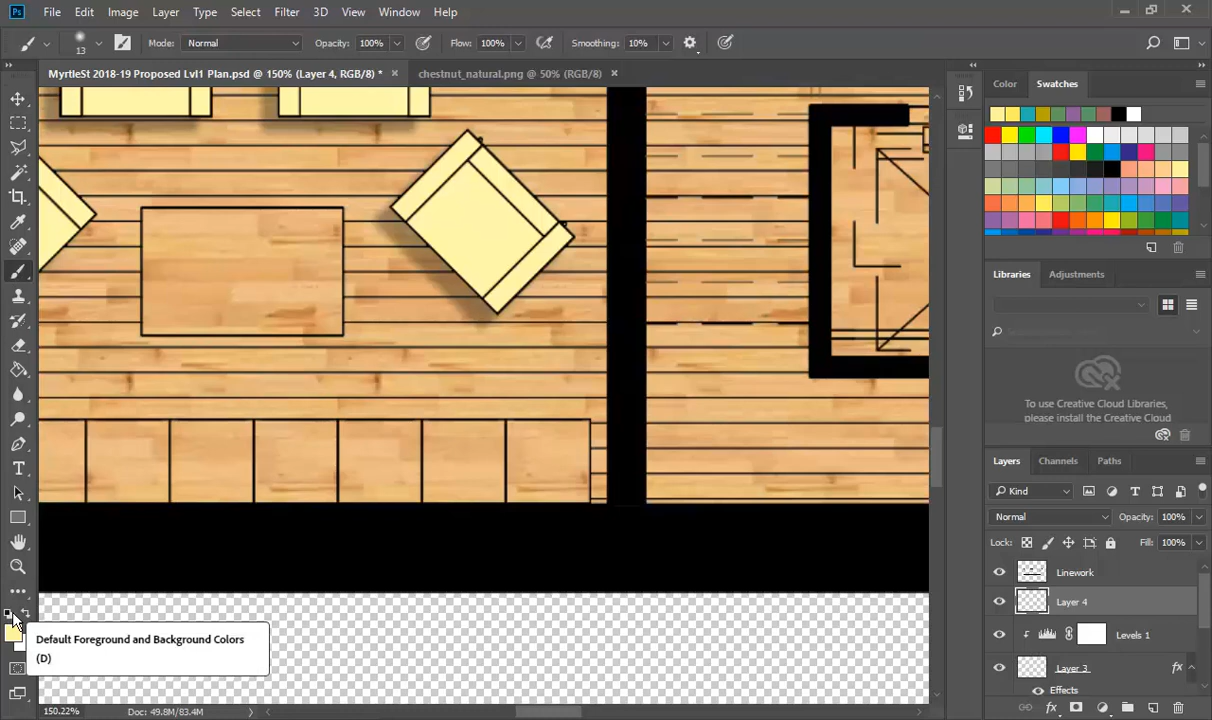 Ps File Edit Image Layer Type Select Filter 3D View Window Help
13 Mode: Normal Opacity: 100% Flow: 100% Smoothing: 10%
MyrtleSt 2018-19 Proposed Lvl1 Plan.psd @ 150% (Layer 4, RGB/8) * × chestnut_natural.png @ 50% (RGB/8) ×
Color Swatches
Libraries Adjustments
To use Creative Cloud Libraries,
please install the Creative Cloud
Layers Channels Paths
Kind
Normal Opacity: 100%
Lock: Fill: 100%
Linework
Layer 4
Levels 1
Layer 3 fx
Effects
Default Foreground and Background Colors
(D)
150.22% Doc: 49.8M/83.4M